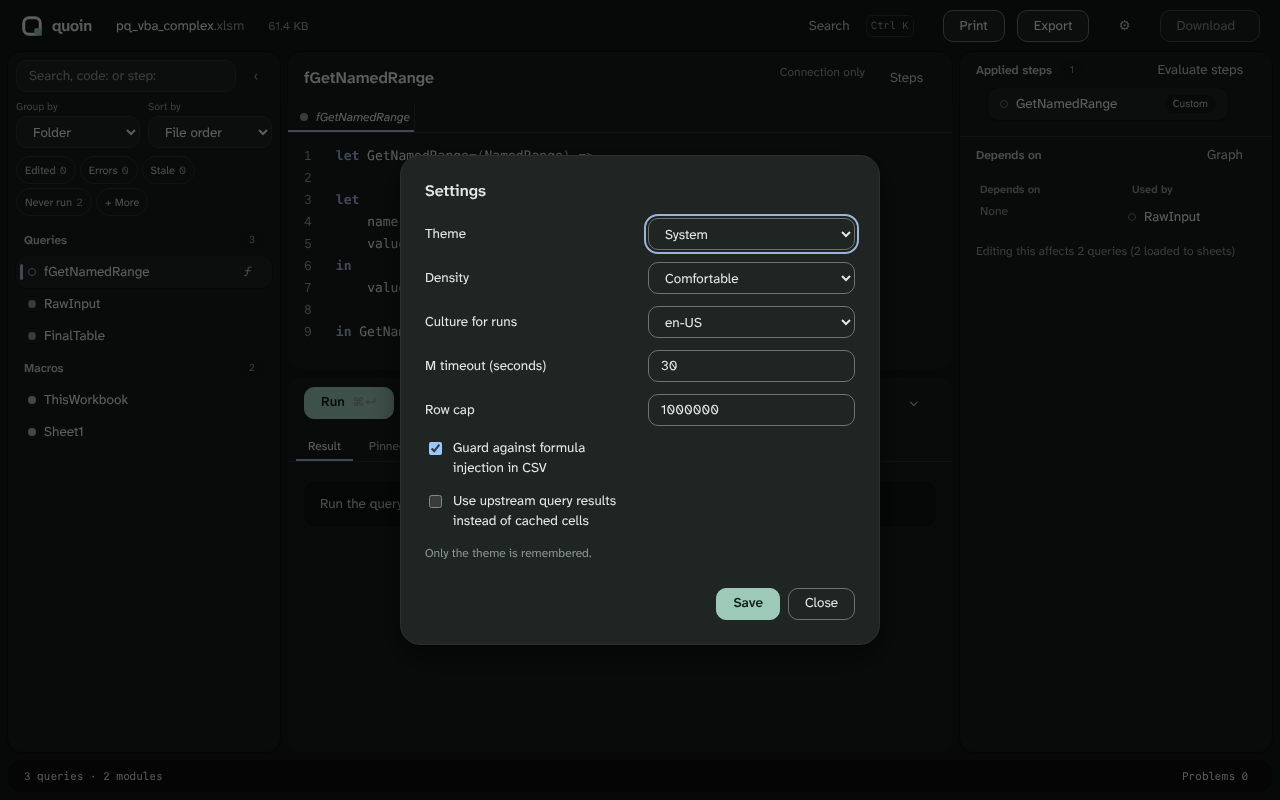 quoin pq_vba_complex.xlsm 61.4 KB Search Ctrl K Print Export Download
Search, code: or step:
Group by Sort by
Folder File order
Edited 0 Errors 0 Stale 0
Never run 2 + More
Queries 3
fGetNamedRange f
RawInput
FinalTable
Macros 2
ThisWorkbook
Sheet1
fGetNamedRange Connection only Steps
fGetNamedRange
1 let GetNamedRange=(NamedRange) =>
2
3 let
4 name
5 valu
6 in
7 valu
8
9 in GetNa
Run ⌘↵
Result Pinne
Run the query
Settings
Theme System
Density Comfortable
Culture for runs en-US
M timeout (seconds) 30
Row cap 1000000
Guard against formula
injection in CSV
Use upstream query results
instead of cached cells
Only the theme is remembered.
Save Close
Applied steps 1 Evaluate steps
GetNamedRange Custom
Depends on Graph
Depends on Used by
None RawInput
Editing this affects 2 queries (2 loaded to sheets)
3 queries · 2 modules Problems 0